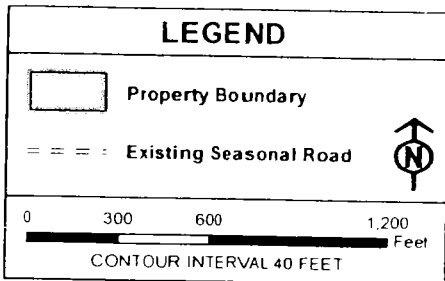 LEGEND
Property Boundary
Existing Seasonal Road
N
0 300 600 1,200
Feet
CONTOUR INTERVAL 40 FEET